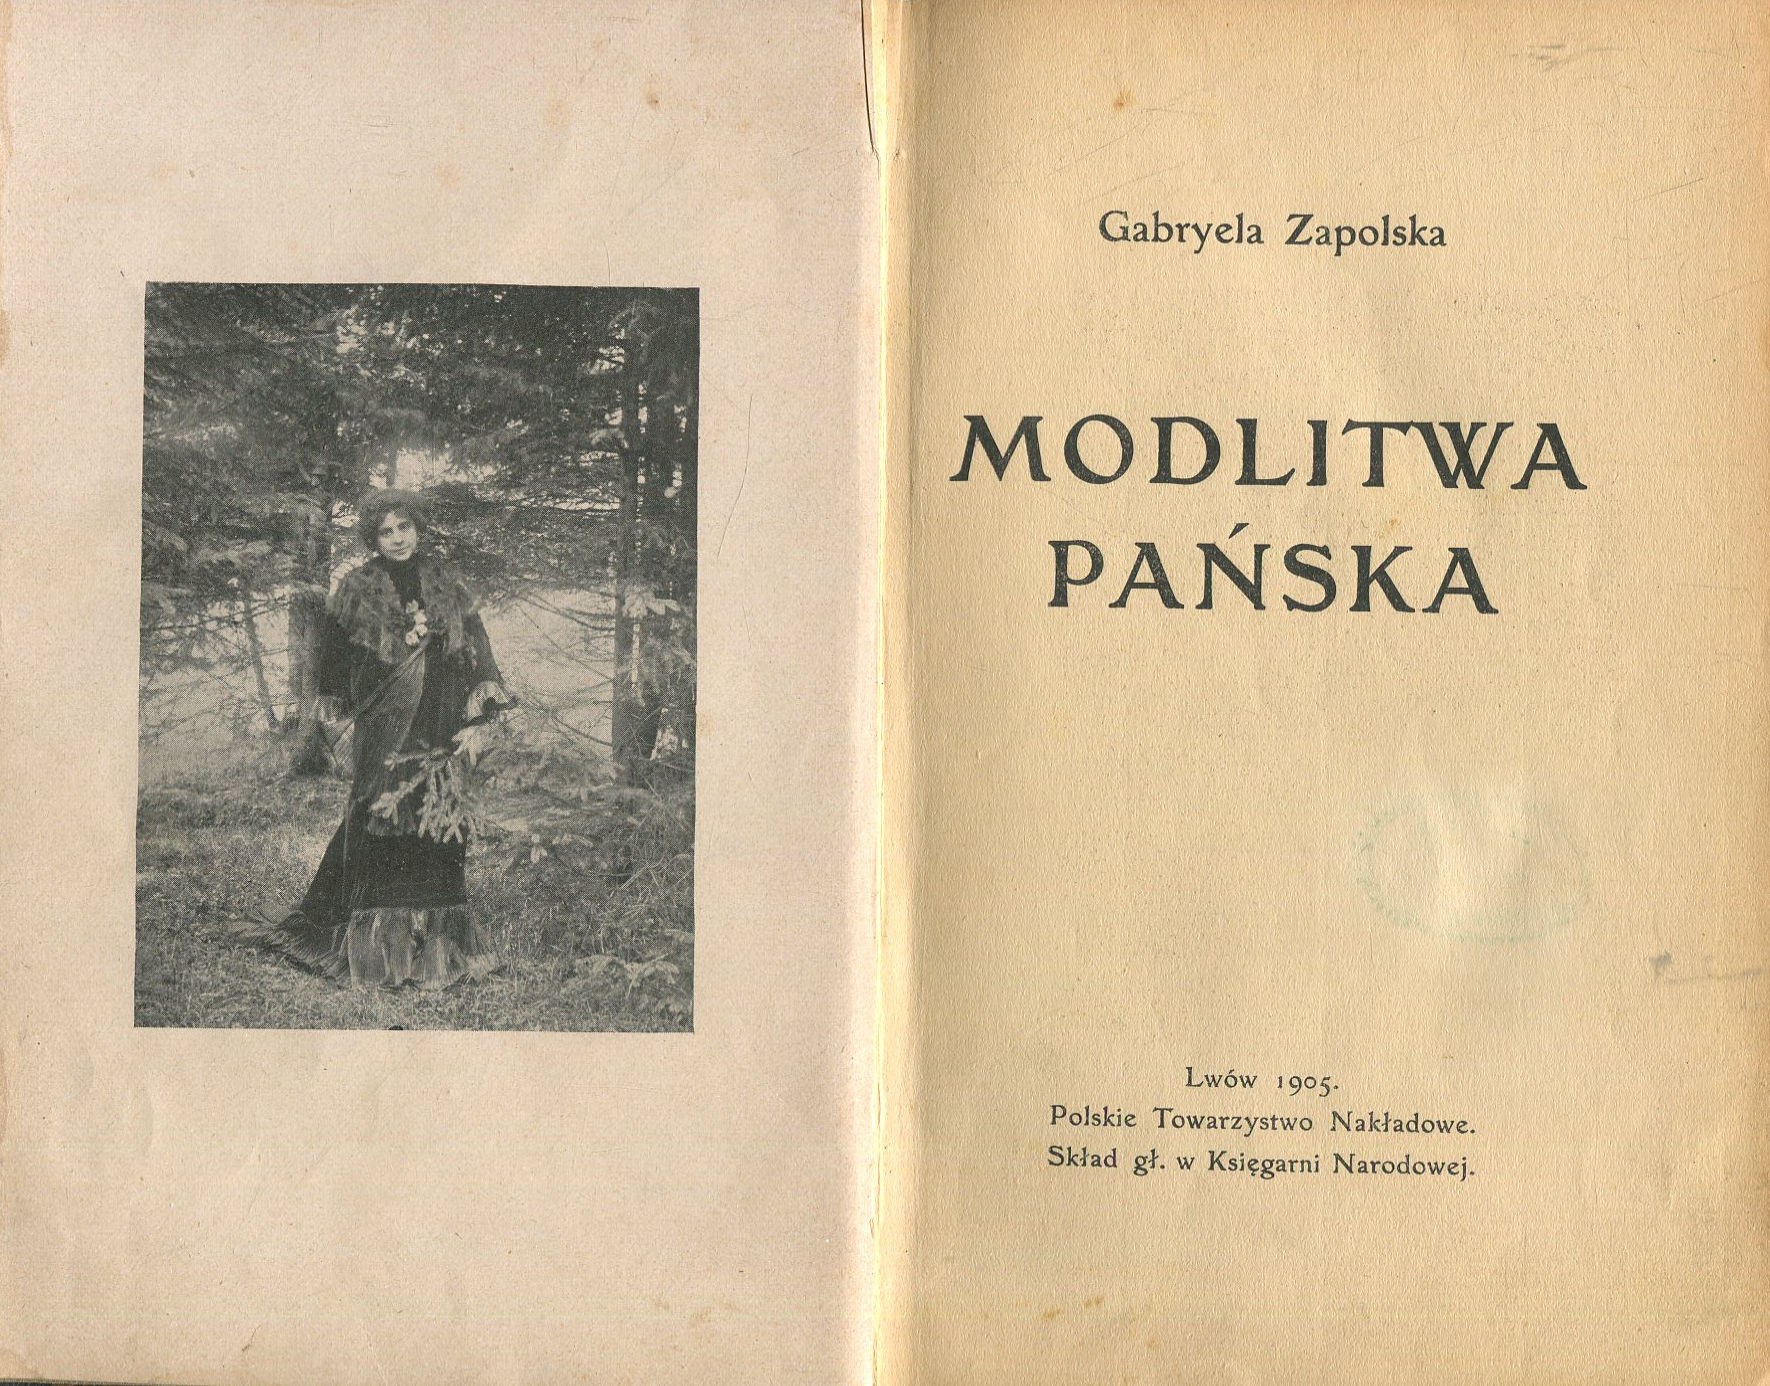 Gabryela Zapolska
MODLITWA
PAŃSKA
Lwów 1905.
Polskie Towarzystwo Nakładowe.
Skład gł. w Księgarni Narodowej.